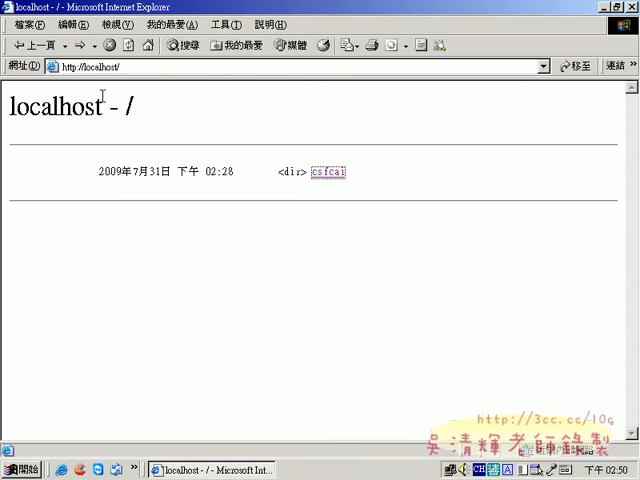 localhost - / - Microsoft Internet Explorer
檔案(F) 編輯(E) 檢視(V) 我的最愛(A) 工具(T) 說明(H)
上一頁 搜尋 我的最愛 媒體
網址(D) http://localhost/ 移至 連結 »
localhost - /
2009年7月31日 下午 02:28 <dir> csfcai
http://3cc.cc/10g
吳清輝老師錄製
開始 » localhost - / - Microsoft Int... CH 下午 02:50